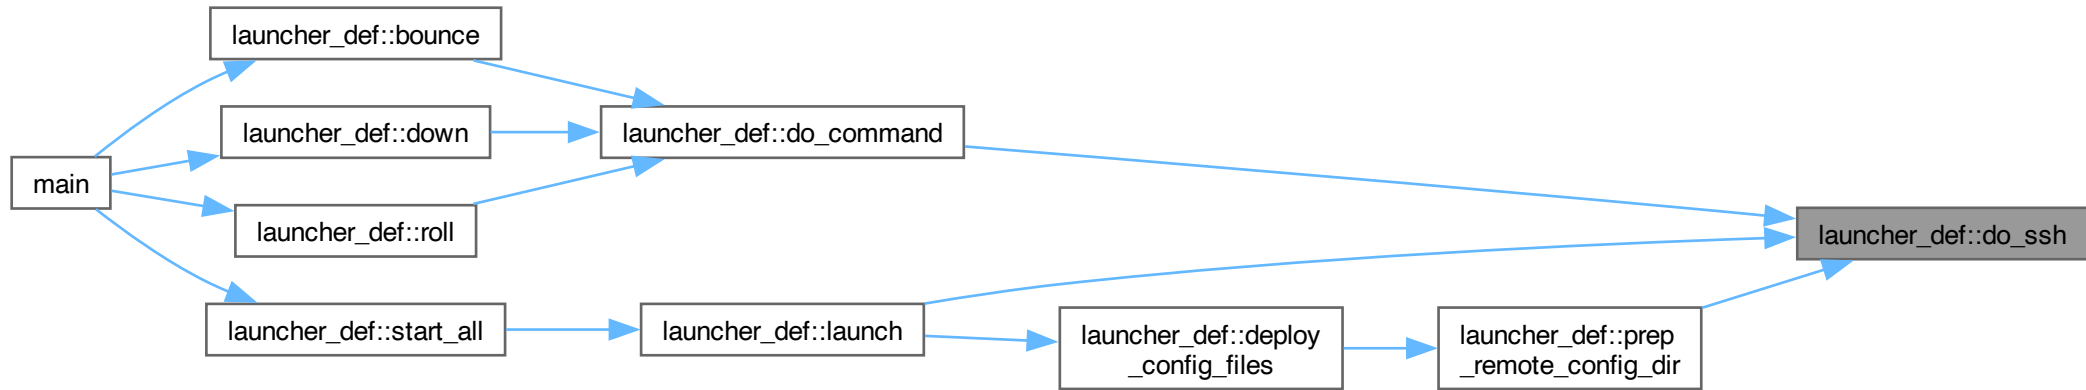 launcher_def::bounce
launcher_def::down
launcher_def::do_command
main
launcher_def::roll
launcher_def::do_ssh
launcher_def::start_all
launcher_def::launch
launcher_def::deploy
_config_files
launcher_def::prep
_remote_config_dir